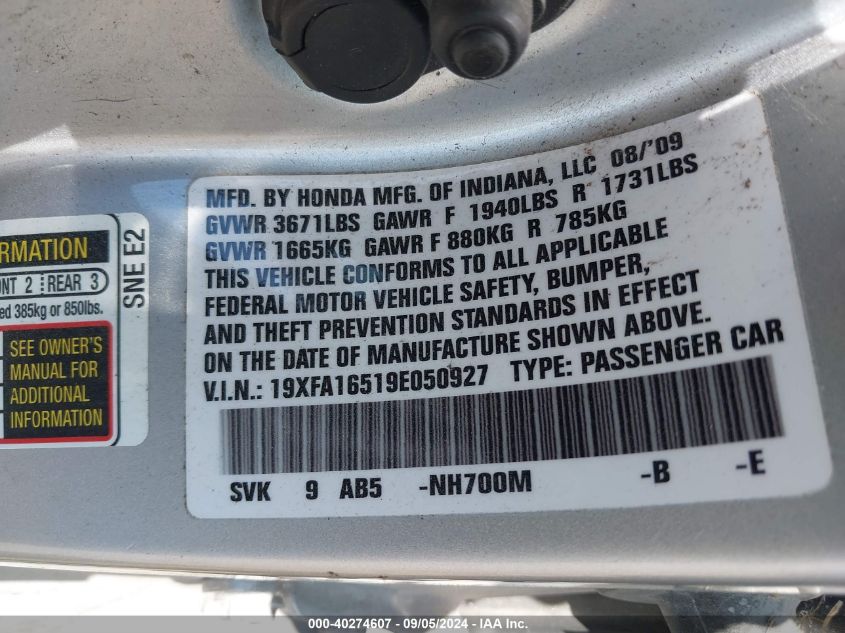 MFD. BY HONDA MFG. OF INDIANA, LLC 08/'09
GVWR 3671LBS GAWR F 1940LBS R 1731LBS
GVWR 1665KG GAWR F 880KG R 785KG
THIS VEHICLE CONFORMS TO ALL APPLICABLE
FEDERAL MOTOR VEHICLE SAFETY, BUMPER,
AND THEFT PREVENTION STANDARDS IN EFFECT
ON THE DATE OF MANUFACTURE SHOWN ABOVE.
V.I.N.: 19XFA16519E050927 TYPE: PASSENGER CAR
SVK 9 AB5 -NH700M -B -E
RMATION
NT 2 REAR 3
ed 385kg or 850lbs.
SEE OWNER'S
MANUAL FOR
ADDITIONAL
INFORMATION
SNE E2
000-40274607 - 09/05/2024 - IAA Inc.